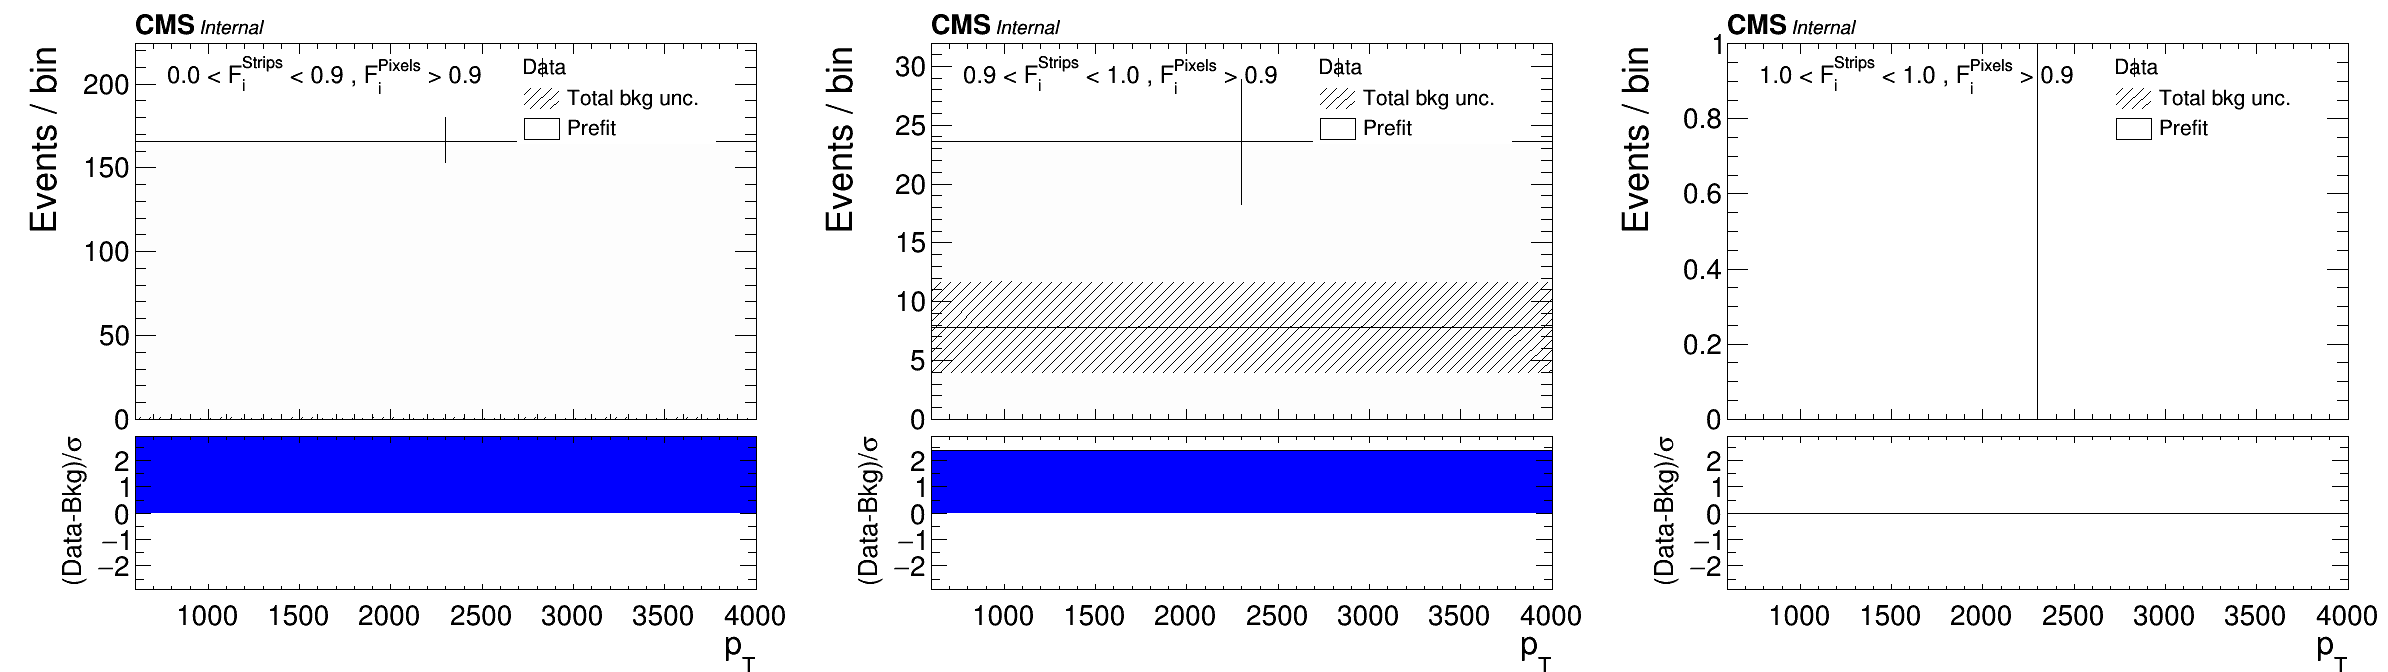 CMS Internal
Events / bin
0.0 < F_i^Strips < 0.9 , F_i^Pixels > 0.9
Data
Total bkg unc.
Prefit
200
150
100
50
0
(Data-Bkg)/σ
2
1
0
−1
−2
1000 1500 2000 2500 3000 3500 4000
p_T
CMS Internal
Events / bin
0.9 < F_i^Strips < 1.0 , F_i^Pixels > 0.9
Data
Total bkg unc.
Prefit
30
25
20
15
10
5
0
(Data-Bkg)/σ
2
1
0
−1
−2
1000 1500 2000 2500 3000 3500 4000
p_T
CMS Internal
Events / bin
1.0 < F_i^Strips < 1.0 , F_i^Pixels > 0.9
Data
Total bkg unc.
Prefit
1
0.8
0.6
0.4
0.2
0
(Data-Bkg)/σ
2
1
0
−1
−2
1000 1500 2000 2500 3000 3500 4000
p_T